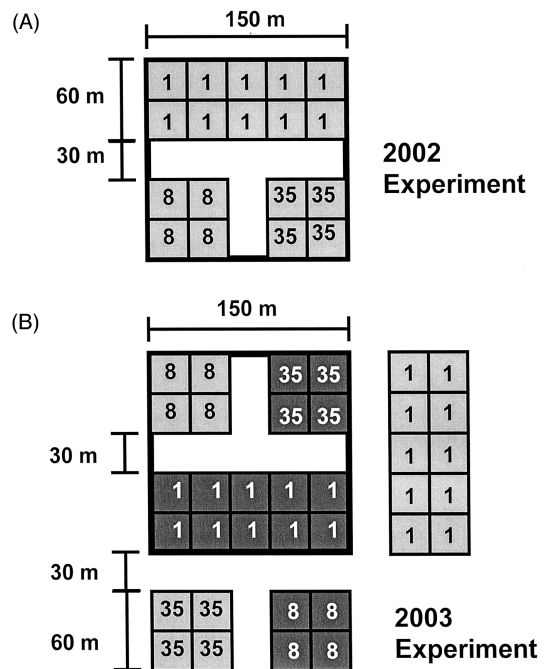 (A)
150 m
60 m
1 1 1 1 1
1 1 1 1 1
30 m
2002
Experiment
8 8 35 35
8 8 35 35
(B)
150 m
8 8 35 35 1 1
8 8 35 35 1 1
30 m
1 1
1 1 1 1 1 1 1
1 1 1 1 1 1 1
30 m
60 m
35 35 8 8
35 35 8 8
2003
Experiment